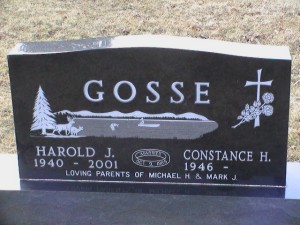 GOSSE
HAROLD J.
1940 - 2001
CONSTANCE H.
1946 -
LOVING PARENTS OF MICHAEL H. & MARK J.